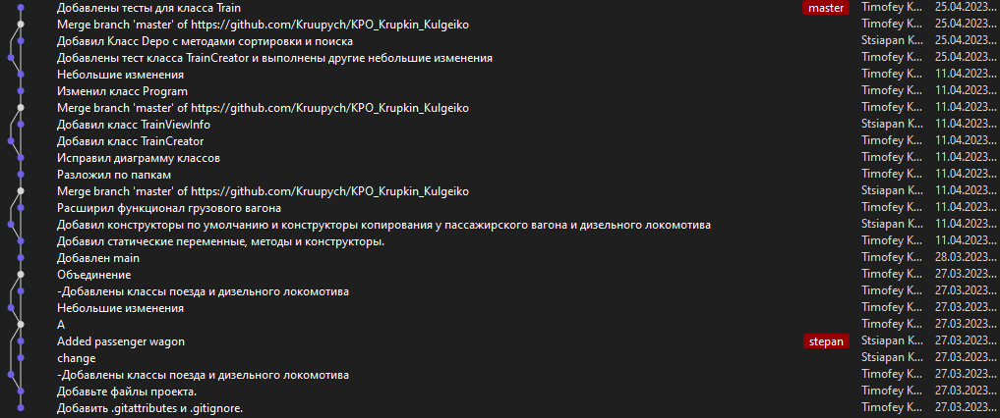 Добавлены тесты для класса Train master Timofey K... 25.04.2023...
Merge branch 'master' of https://github.com/Kruupych/KPO_Krupkin_Kulgeiko Timofey K... 25.04.2023...
Добавил Класс Depo с методами сортировки и поиска Stsiapan K... 25.04.2023...
Добавлены тест класса TrainCreator и выполнены другие небольшие изменения Timofey K... 25.04.2023...
Небольшие изменения Timofey K... 11.04.2023...
Изменил класс Program Timofey K... 11.04.2023...
Merge branch 'master' of https://github.com/Kruupych/KPO_Krupkin_Kulgeiko Timofey K... 11.04.2023...
Добавил класс TrainViewInfo Stsiapan K... 11.04.2023...
Добавил класс TrainCreator Timofey K... 11.04.2023...
Исправил диаграмму классов Timofey K... 11.04.2023...
Разложил по папкам Timofey K... 11.04.2023...
Merge branch 'master' of https://github.com/Kruupych/KPO_Krupkin_Kulgeiko Stsiapan K... 11.04.2023...
Расширил функционал грузового вагона Timofey K... 11.04.2023...
Добавил конструкторы по умолчанию и конструкторы копирования у пассажирского вагона и дизельного локомотива Stsiapan K... 11.04.2023...
Добавил статические переменные, методы и конструкторы. Timofey K... 11.04.2023...
Добавлен main Timofey K... 28.03.2023...
Объединение Timofey K... 27.03.2023...
-Добавлены классы поезда и дизельного локомотива Timofey K... 27.03.2023...
Небольшие изменения Timofey K... 27.03.2023...
А Timofey K... 27.03.2023...
Added passenger wagon stepan Stsiapan K... 27.03.2023...
change Stsiapan K... 27.03.2023...
-Добавлены классы поезда и дизельного локомотива Timofey K... 27.03.2023...
Добавьте файлы проекта. Timofey K... 27.03.2023...
Добавить .gitattributes и .gitignore. Timofey K... 27.03.2023...